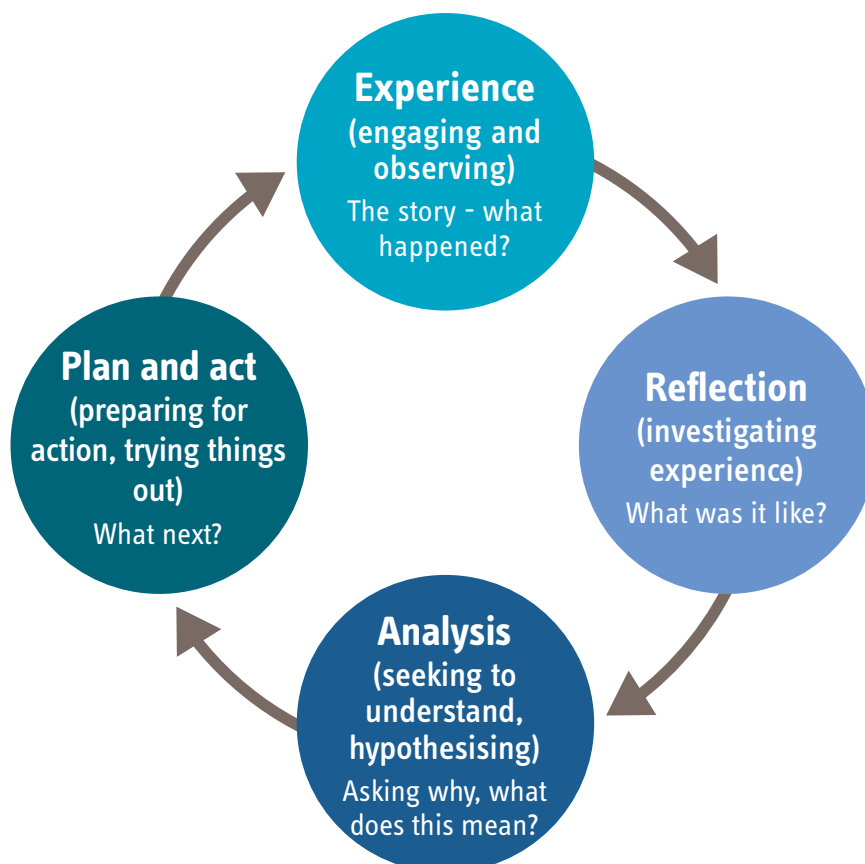 Experience
(engaging and
observing)
The story - what
happened?
Reflection
(investigating
experience)
What was it like?
Analysis
(seeking to
understand,
hypothesising)
Asking why, what
does this mean?
Plan and act
(preparing for
action, trying things
out)
What next?